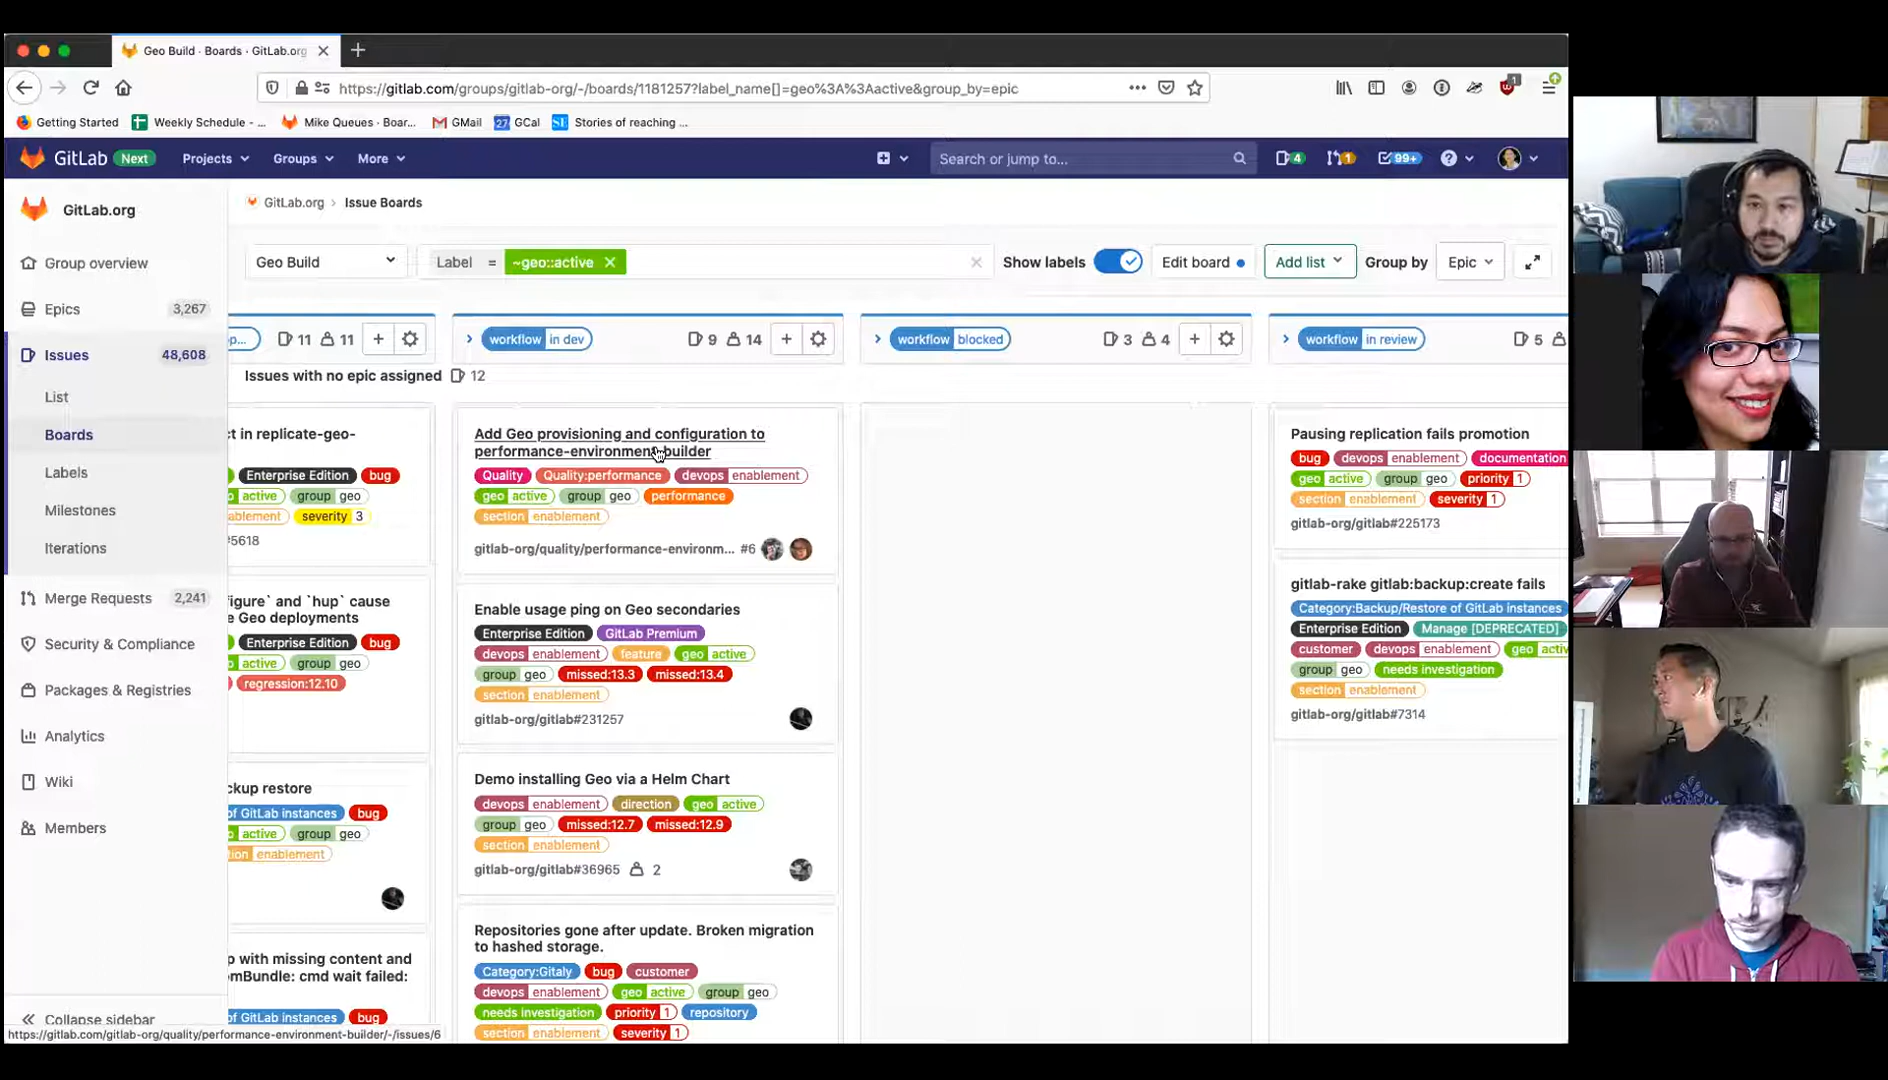 Geo Build · Boards · GitLab.org
https://gitlab.com/groups/gitlab-org/-/boards/1181257?label_name[]=geo%3A%3Aactive&group_by=epic
Getting Started
Weekly Schedule - ...
Mike Queues · Boar...
GMail
27 GCal
Stories of reaching ...
GitLab Next
Projects
Groups
More
Search or jump to...
4
1
99+
GitLab.org
Group overview
Epics 3,267
Issues 48,608
List
Boards
Labels
Milestones
Iterations
Merge Requests 2,241
Security & Compliance
Packages & Registries
Analytics
Wiki
Members
Collapse sidebar
GitLab.org › Issue Boards
Geo Build
Label = ~geo::active
Show labels
Edit board
Add list
Group by
Epic
p... 11 11
workflow in dev 9 14
workflow blocked 3 4
workflow in review 5
Issues with no epic assigned 12
ct in replicate-geo-
Enterprise Edition bug
active group geo
ablement severity 3
#5618
figure` and `hup` cause
e Geo deployments
Enterprise Edition bug
active group geo
regression:12.10
ckup restore
of GitLab instances bug
active group geo
ion enablement
p with missing content and
omBundle: cmd wait failed:
of GitLab instances bug
Add Geo provisioning and configuration to
performance-environment-builder
Quality Quality:performance devops enablement
geo active group geo performance
section enablement
gitlab-org/quality/performance-environm... #6
Enable usage ping on Geo secondaries
Enterprise Edition GitLab Premium
devops enablement feature geo active
group geo missed:13.3 missed:13.4
section enablement
gitlab-org/gitlab#231257
Demo installing Geo via a Helm Chart
devops enablement direction geo active
group geo missed:12.7 missed:12.9
section enablement
gitlab-org/gitlab#36965 2
Repositories gone after update. Broken migration
to hashed storage.
Category:Gitaly bug customer
devops enablement geo active group geo
needs investigation priority 1 repository
section enablement severity 1
Pausing replication fails promotion
bug devops enablement documentation
geo active group geo priority 1
section enablement severity 1
gitlab-org/gitlab#225173
gitlab-rake gitlab:backup:create fails
Category:Backup/Restore of GitLab instances
Enterprise Edition Manage [DEPRECATED]
customer devops enablement geo activ
group geo needs investigation
section enablement
gitlab-org/gitlab#7314
https://gitlab.com/gitlab-org/quality/performance-environment-builder/-/issues/6